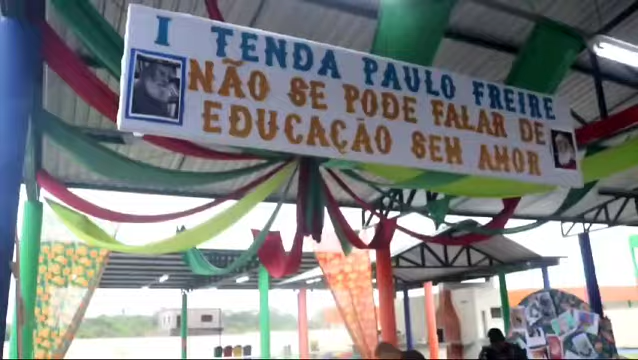 I TENDA PAULO FREIRE
NÃO SE PODE FALAR DE
EDUCAÇÃO SEM AMOR